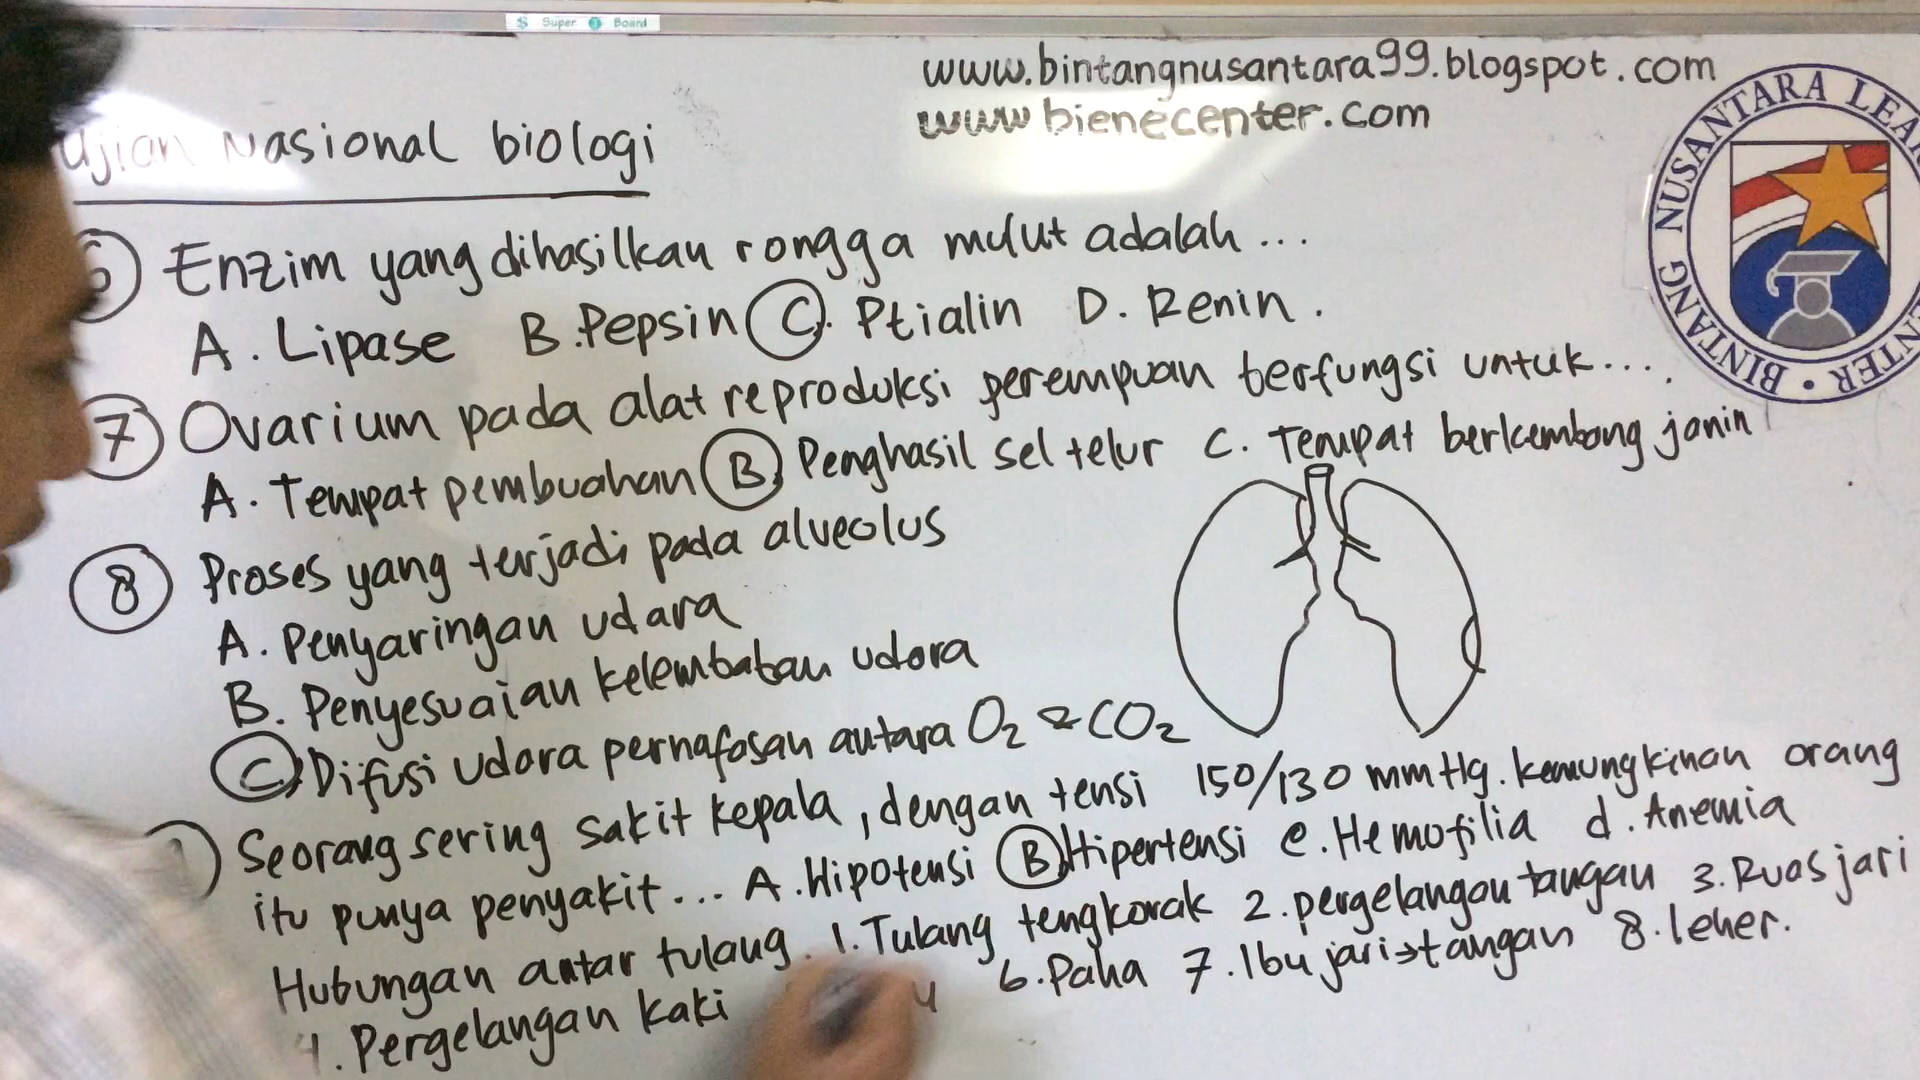 Super Board
www.bintangnusantara99.blogspot.com
www bienecenter.com
Ujian Nasional biologi
6) Enzim yang dihasilkan rongga mulut adalah ...
A. Lipase B. Pepsin C. Ptialin D. Renin.
7 Ovarium pada alat reproduksi perempuan berfungsi untuk....
A. Tempat pembuahan B. Penghasil sel telur C. Tempat berkembang janin
8 Proses yang terjadi pada alveolus
A. Penyaringan udara
B. Penyesuaian kelembaban udara
C. Difusi udara pernafasan antara O2 & CO2
Seorang sering sakit kepala, dengan tensi 150/130 mmHg. kemungkinan orang
itu punya penyakit... A. Hipotensi B. Hipertensi c. Hemofilia d. Anemia
Hubungan antar tulang. 1. Tulang tengkorak 2. pergelangan tangan 3. Ruas jari
4. Pergelangan kaki 6. Paha 7. Ibu jari→tangan 8. leher.
BINTANG NUSANTARA